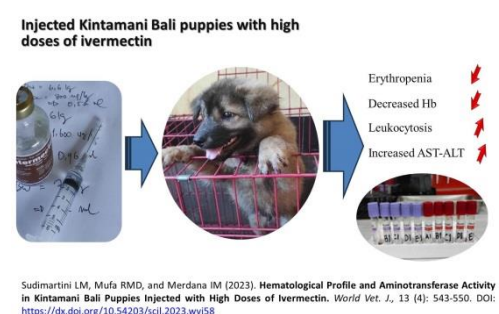 Injected Kintamani Bali puppies with high
doses of ivermectin
Erythropenia
Decreased Hb
Leukocytosis
Increased AST-ALT
Sudimartini LM, Mufa RMD, and Merdana IM (2023). Hematological Profile and Aminotransferase Activity
in Kintamani Bali Puppies Injected with High Doses of Ivermectin. World Vet. J., 13 (4): 543-550. DOI:
https://dx.doi.org/10.54203/scil.2023.wvj58